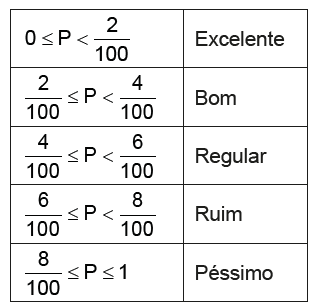 0 ≤ P < 2/100 Excelente
2/100 ≤ P < 4/100 Bom
4/100 ≤ P < 6/100 Regular
6/100 ≤ P < 8/100 Ruim
8/100 ≤ P ≤ 1 Péssimo